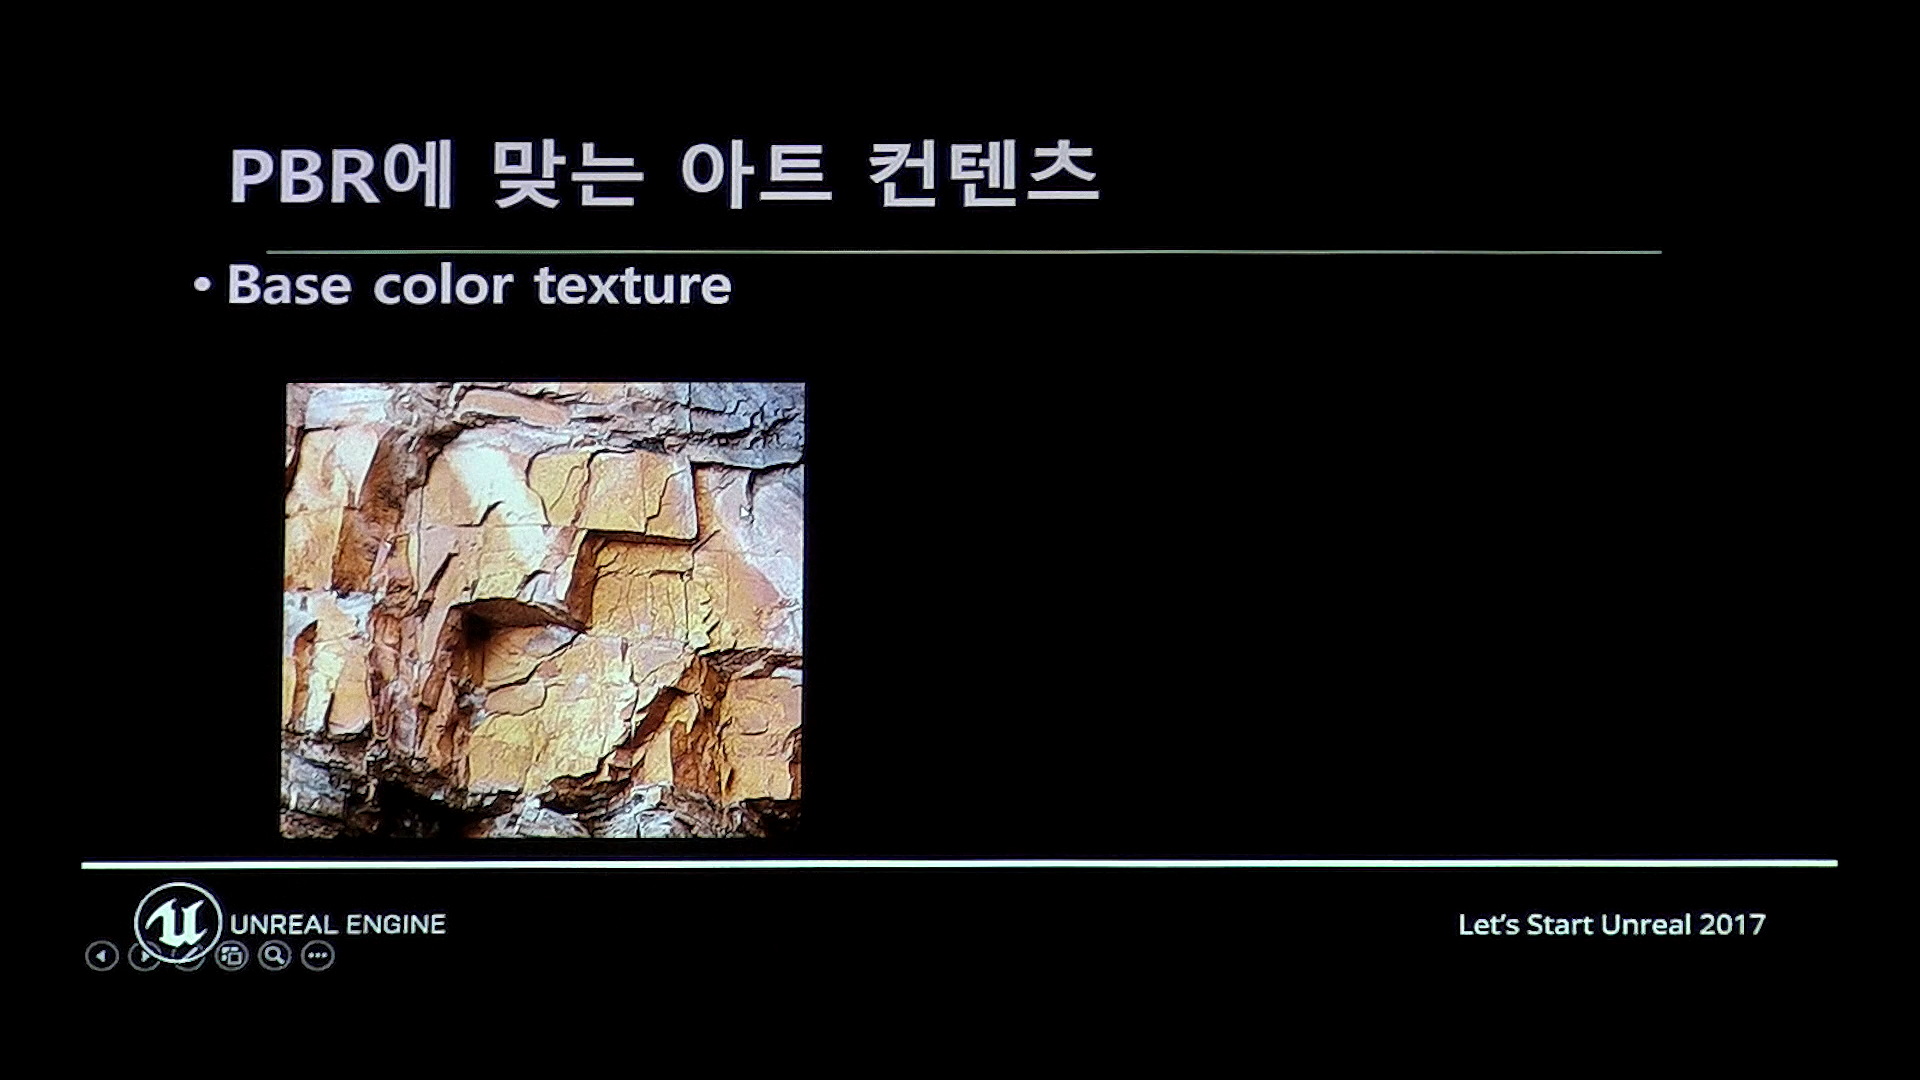 PBR에 맞는 아트 컨텐츠
• Base color texture
UNREAL ENGINE
Let's Start Unreal 2017